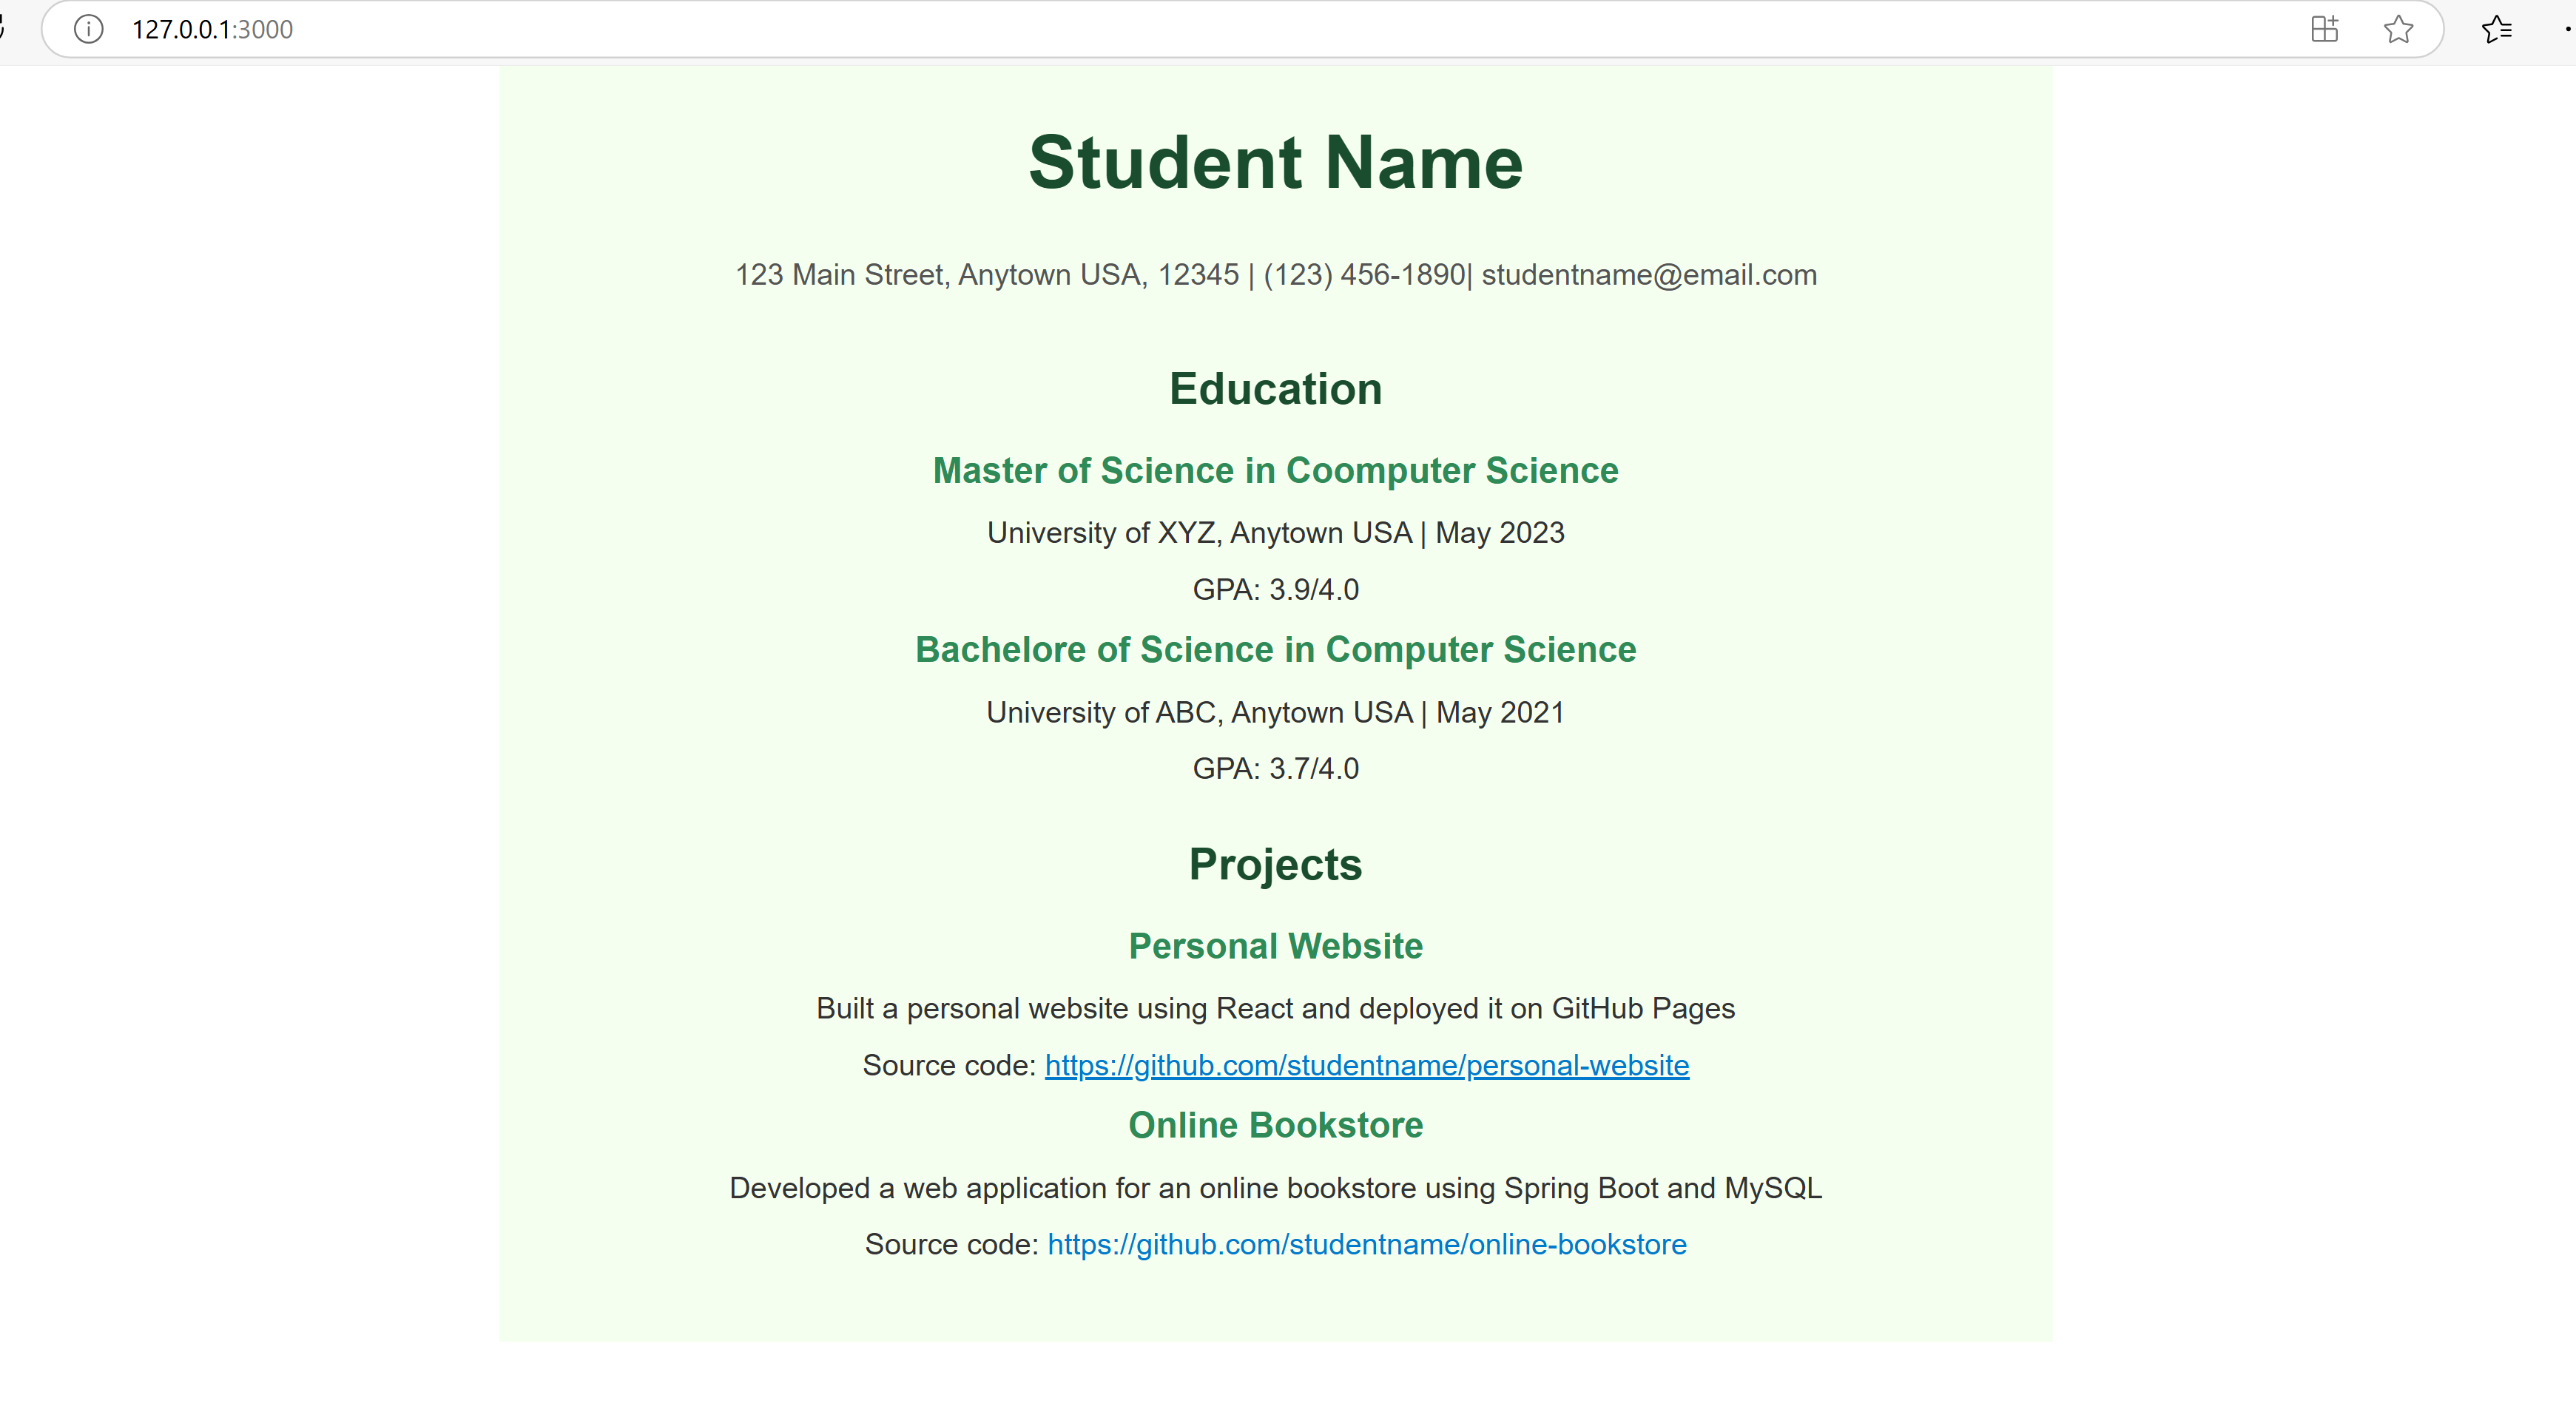 127.0.0.1:3000
Student Name
123 Main Street, Anytown USA, 12345 | (123) 456-1890| studentname@email.com
Education
Master of Science in Coomputer Science
University of XYZ, Anytown USA | May 2023
GPA: 3.9/4.0
Bachelore of Science in Computer Science
University of ABC, Anytown USA | May 2021
GPA: 3.7/4.0
Projects
Personal Website
Built a personal website using React and deployed it on GitHub Pages
Source code: https://github.com/studentname/personal-website
Online Bookstore
Developed a web application for an online bookstore using Spring Boot and MySQL
Source code: https://github.com/studentname/online-bookstore